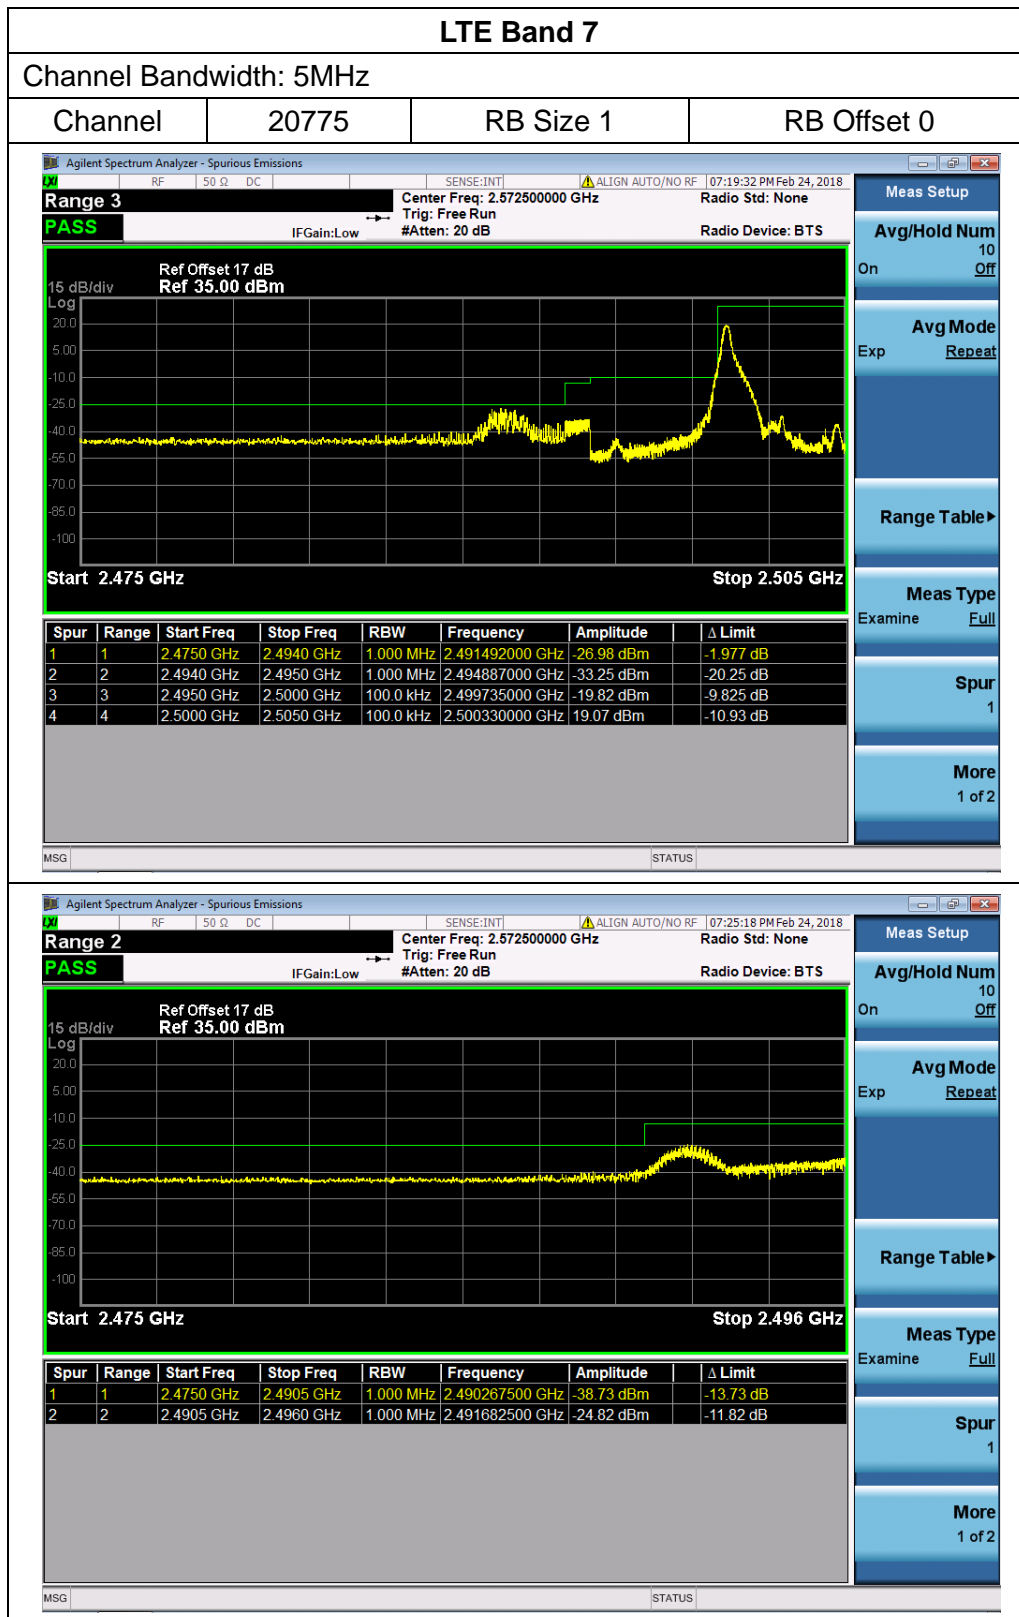 LTE Band 7
Channel Bandwidth: 5MHz
Channel 20775 RB Size 1 RB Offset 0
Agilent Spectrum Analyzer - Spurious Emissions
LXI RF 50 Ω DC SENSE:INT ALIGN AUTO/NO RF 07:19:32 PM Feb 24, 2018
Range 3 Center Freq: 2.572500000 GHz Radio Std: None Meas Setup
Trig: Free Run
PASS IFGain:Low #Atten: 20 dB Radio Device: BTS
Avg/Hold Num
10
On Off
Ref Offset 17 dB
15 dB/div Ref 35.00 dBm
Log
20.0
5.00
-10.0
-25.0
-40.0
-55.0
-70.0
-85.0
-100
Avg Mode
Exp Repeat
Range Table
Start 2.475 GHz Stop 2.505 GHz
Meas Type
Examine Full
Spur Range Start Freq Stop Freq RBW Frequency Amplitude Δ Limit
1 1 2.4750 GHz 2.4940 GHz 1.000 MHz 2.491492000 GHz -26.98 dBm -1.977 dB
2 2 2.4940 GHz 2.4950 GHz 1.000 MHz 2.494887000 GHz -33.25 dBm -20.25 dB
3 3 2.4950 GHz 2.5000 GHz 100.0 kHz 2.499735000 GHz -19.82 dBm -9.825 dB
4 4 2.5000 GHz 2.5050 GHz 100.0 kHz 2.500330000 GHz 19.07 dBm -10.93 dB
Spur
1
More
1 of 2
MSG STATUS
Agilent Spectrum Analyzer - Spurious Emissions
LXI RF 50 Ω DC SENSE:INT ALIGN AUTO/NO RF 07:25:18 PM Feb 24, 2018
Range 2 Center Freq: 2.572500000 GHz Radio Std: None Meas Setup
Trig: Free Run
PASS IFGain:Low #Atten: 20 dB Radio Device: BTS
Avg/Hold Num
10
On Off
Ref Offset 17 dB
15 dB/div Ref 35.00 dBm
Log
20.0
5.00
-10.0
-25.0
-40.0
-55.0
-70.0
-85.0
-100
Avg Mode
Exp Repeat
Range Table
Start 2.475 GHz Stop 2.496 GHz
Meas Type
Examine Full
Spur Range Start Freq Stop Freq RBW Frequency Amplitude Δ Limit
1 1 2.4750 GHz 2.4905 GHz 1.000 MHz 2.490267500 GHz -38.73 dBm -13.73 dB
2 2 2.4905 GHz 2.4960 GHz 1.000 MHz 2.491682500 GHz -24.82 dBm -11.82 dB
Spur
1
More
1 of 2
MSG STATUS